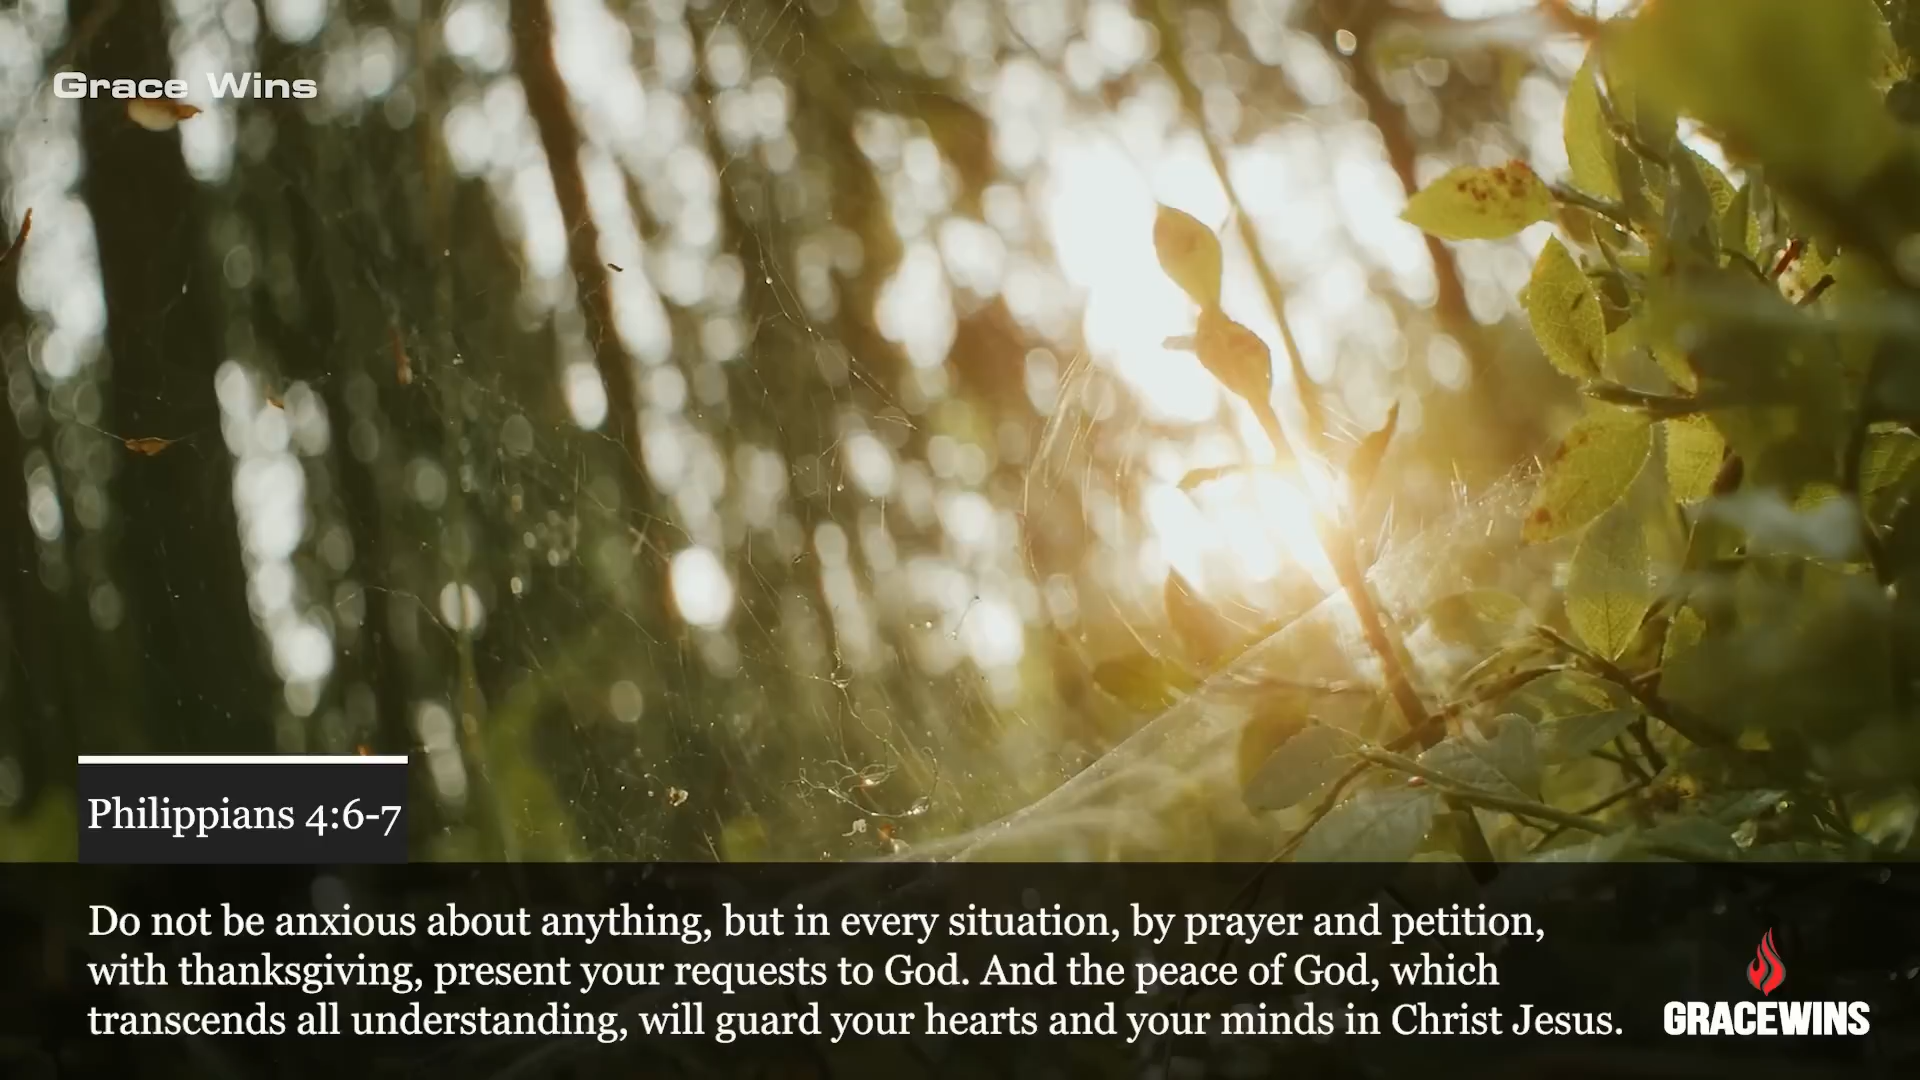 Grace Wins
Philippians 4:6-7
Do not be anxious about anything, but in every situation, by prayer and petition,
with thanksgiving, present your requests to God. And the peace of God, which
transcends all understanding, will guard your hearts and your minds in Christ Jesus.
GRACEWINS